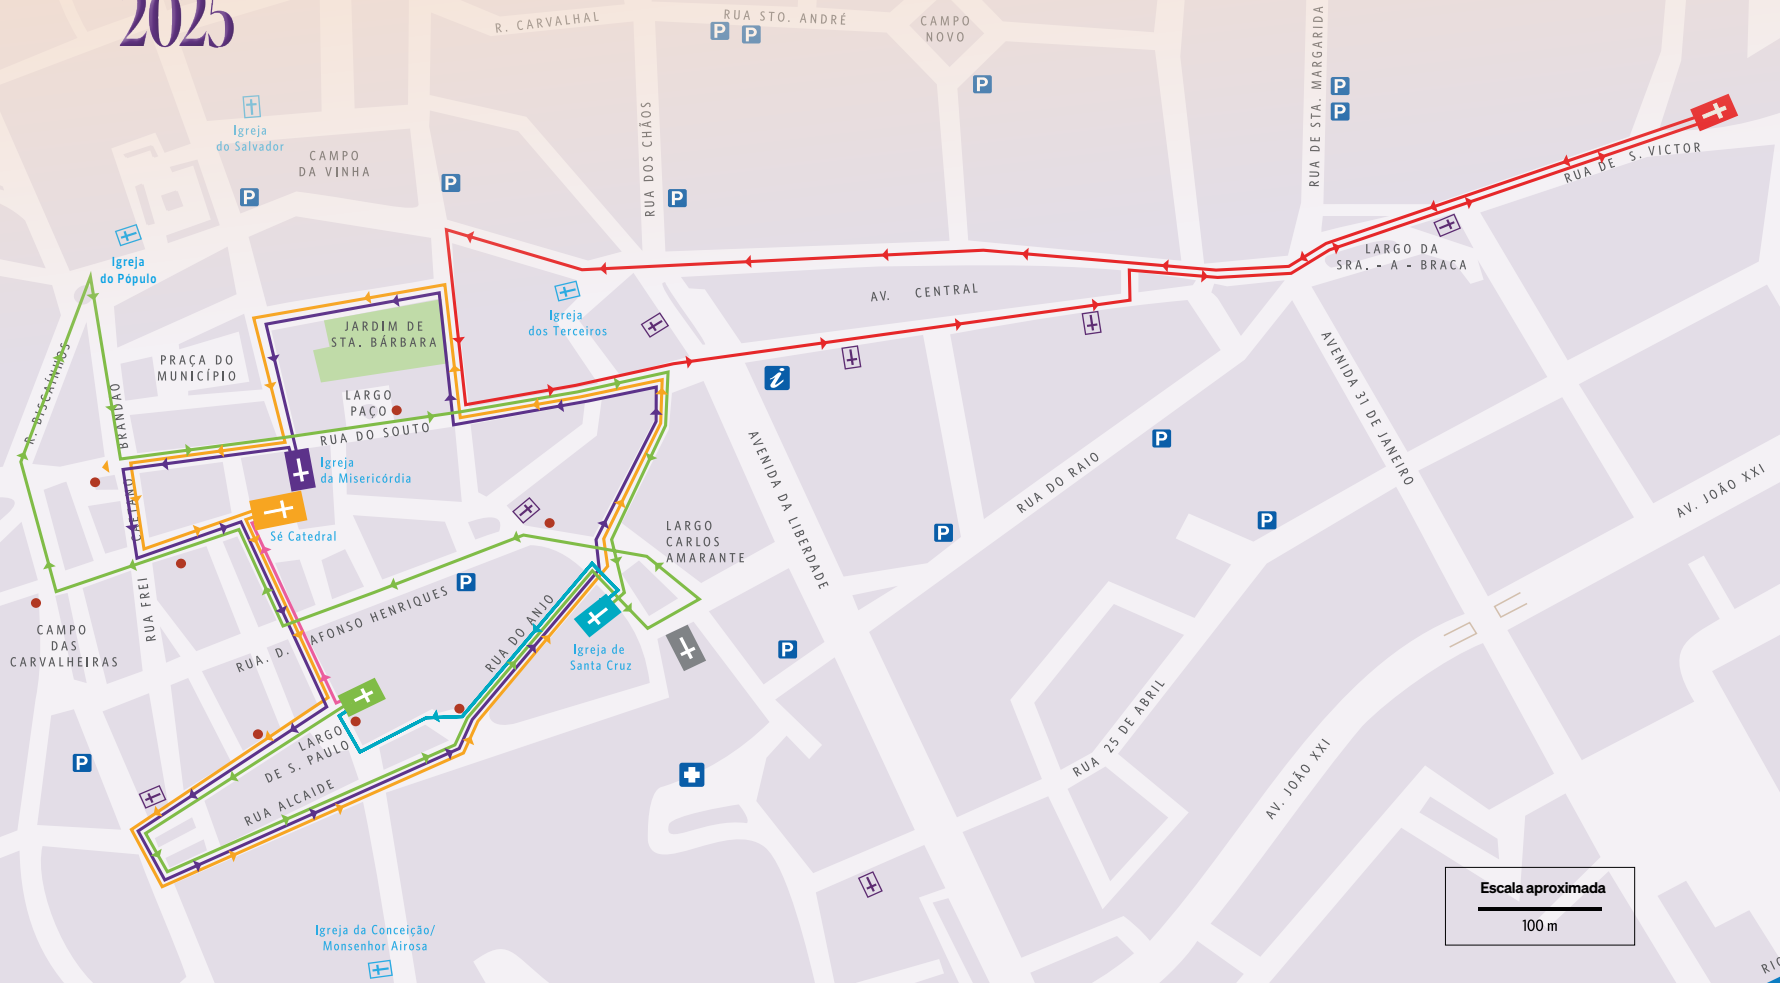 2025
R. CARVALHAL
RUA STO. ANDRÉ
CAMPO
NOVO
P
P
P
P
P
RUA DE STA. MARGARIDA
Igreja
do Salvador
CAMPO
DA VINHA
P
P
P
RUA DOS CHÃOS
RUA DE S. VICTOR
Igreja
do Pópulo
LARGO DA
SRA. - A - BRACA
AV. CENTRAL
Igreja
dos Terceiros
JARDIM DE
STA. BÁRBARA
PRAÇA DO
MUNICÍPIO
R. BISCAÍNHOS
BRANDÃO
LARGO
PAÇO
RUA DO SOUTO
i
AVENIDA 31 DE JANEIRO
P
Igreja
da Misericórdia
AVENIDA DA LIBERDADE
RUA DO RAIO
AV. JOÃO XXI
CAETANO
Sé Catedral
LARGO
CARLOS
AMARANTE
P
P
P
RUA FREI
RUA. D. AFONSO HENRIQUES
RUA DO ANJO
CAMPO
DAS
CARVALHEIRAS
Igreja de
Santa Cruz
P
LARGO
DE S. PAULO
RUA 25 DE ABRIL
AV. JOÃO XXI
P
RUA ALCAIDE
Escala aproximada
100 m
Igreja da Conceição/
Monsenhor Airosa